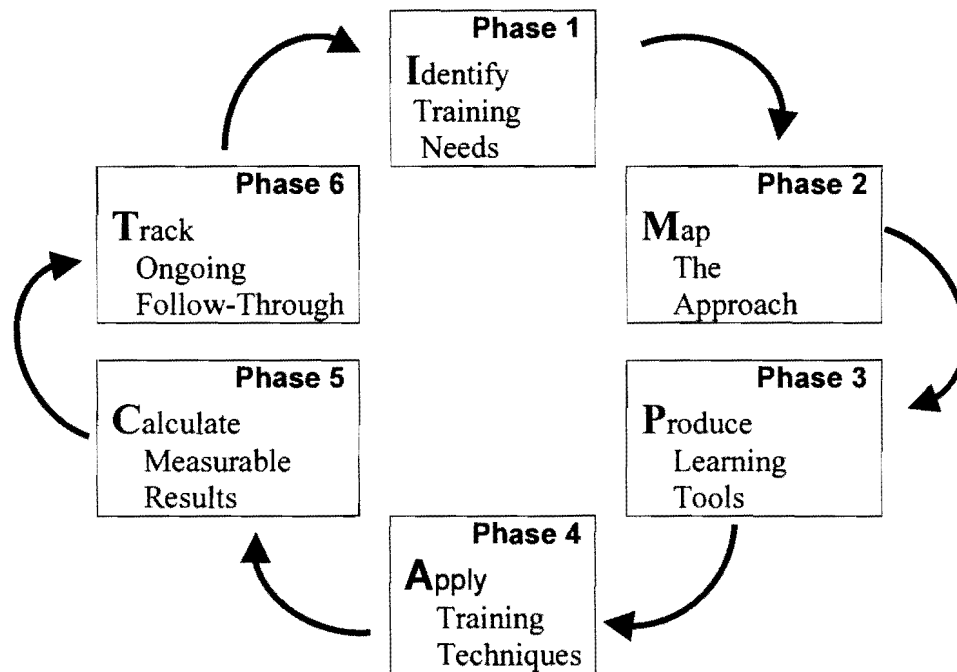 Phase 1
Identify
Training
Needs
Phase 2
Map
The
Approach
Phase 3
Produce
Learning
Tools
Phase 4
Apply
Training
Techniques
Phase 5
Calculate
Measurable
Results
Phase 6
Track
Ongoing
Follow-Through